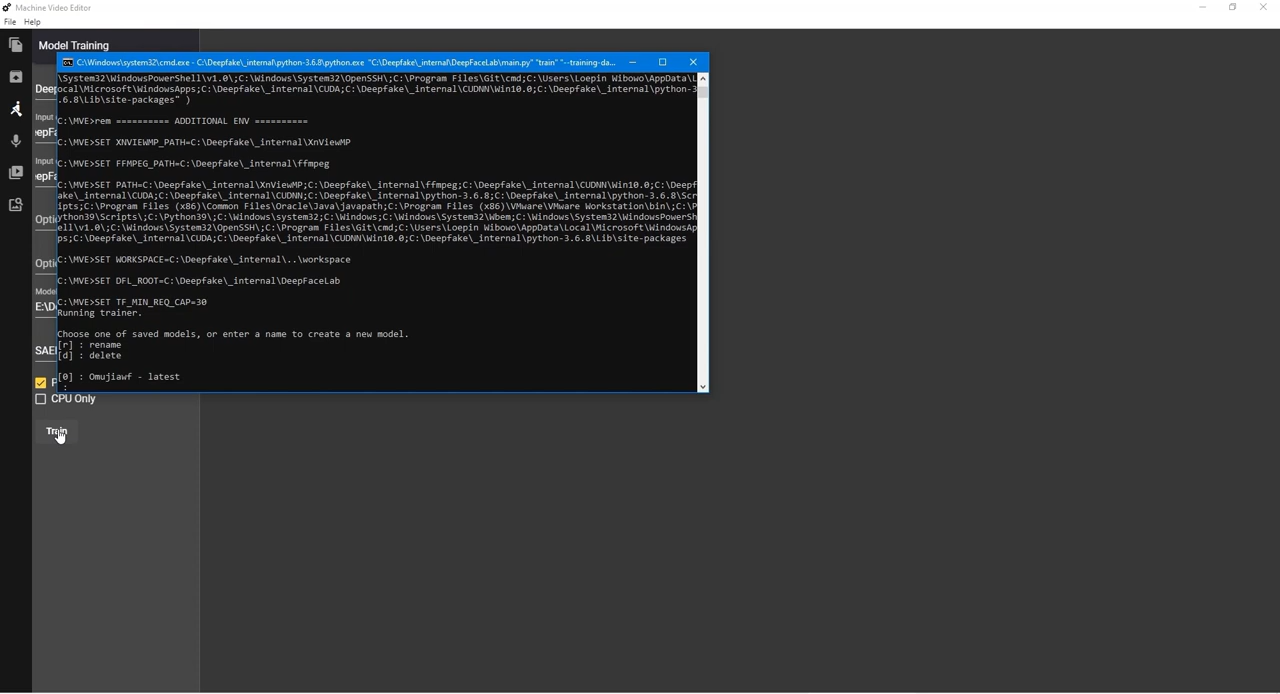 Machine Video Editor
File Help
Model Training
C:\Windows\system32\cmd.exe - C:\Deepfake\_internal\python-3.6.8\python.exe "C:\Deepfake\_internal\DeepFaceLab\main.py" "train" "--training-da...
\System32\WindowsPowerShell\v1.0\;C:\Windows\System32\OpenSSH\;C:\Program Files\Git\cmd;C:\Users\Loepin Wibowo\AppData\L
ocal\Microsoft\WindowsApps;C:\Deepfake\_internal\CUDA;C:\Deepfake\_internal\CUDNN\Win10.0;C:\Deepfake\_internal\python-3
.6.8\Lib\site-packages" )
C:\MVE>rem ========== ADDITIONAL ENV ==========
C:\MVE>SET XNVIEWMP_PATH=C:\Deepfake\_internal\XnViewMP
C:\MVE>SET FFMPEG_PATH=C:\Deepfake\_internal\ffmpeg
C:\MVE>SET PATH=C:\Deepfake\_internal\XnViewMP;C:\Deepfake\_internal\ffmpeg;C:\Deepfake\_internal\CUDNN\Win10.0;C:\Deepf
ake\_internal\CUDA;C:\Deepfake\_internal\CUDNN;C:\Deepfake\_internal\python-3.6.8;C:\Deepfake\_internal\python-3.6.8\Scr
ipts;C:\Program Files (x86)\Common Files\Oracle\Java\javapath;C:\Program Files (x86)\VMware\VMware Workstation\bin\;C:\P
ython39\Scripts\;C:\Python39\;C:\Windows\system32;C:\Windows;C:\Windows\System32\Wbem;C:\Windows\System32\WindowsPowerSh
ell\v1.0\;C:\Windows\System32\OpenSSH\;C:\Program Files\Git\cmd;C:\Users\Loepin Wibowo\AppData\Local\Microsoft\WindowsAp
ps;C:\Deepfake\_internal\CUDA;C:\Deepfake\_internal\CUDNN\Win10.0;C:\Deepfake\_internal\python-3.6.8\Lib\site-packages
C:\MVE>SET WORKSPACE=C:\Deepfake\_internal\..\workspace
C:\MVE>SET DFL_ROOT=C:\Deepfake\_internal\DeepFaceLab
C:\MVE>SET TF_MIN_REQ_CAP=30
Running trainer.
Choose one of saved models, or enter a name to create a new model.
[r] : rename
[d] : delete
[0] : Omujiawf - latest
:
Deep
Input
epFa
Input
epFa
Optic
Optic
Mode
E:\D
SAE
P
CPU Only
Train